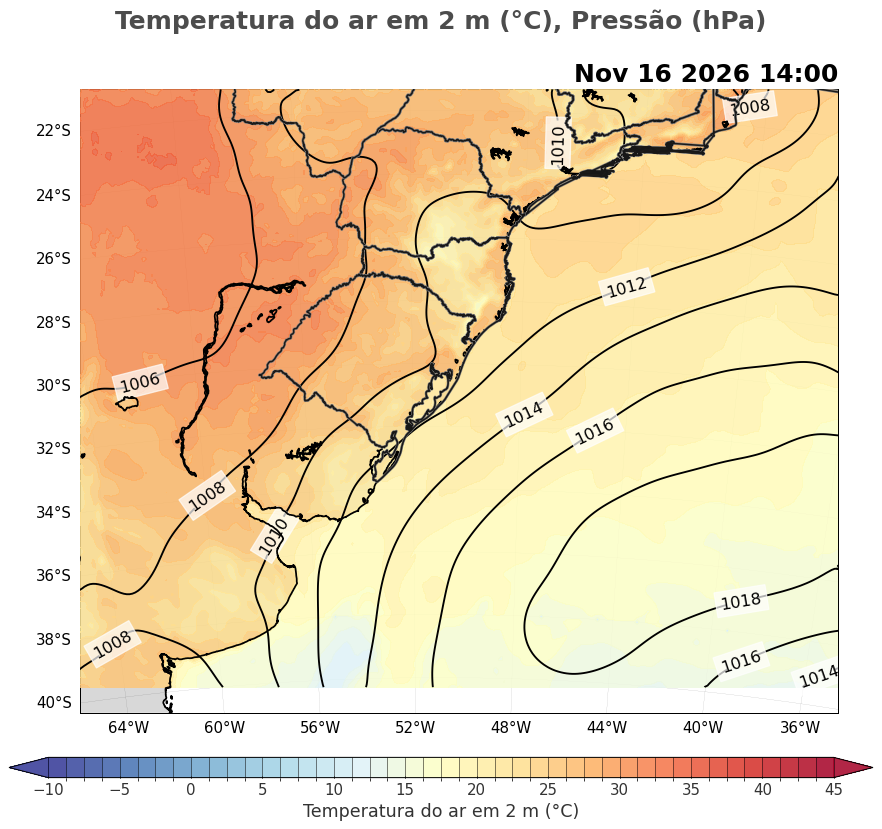 Temperatura do ar em 2 m (°C), Pressão (hPa)
Nov 16 2026 14:00
1008
1010
22°S
24°S
26°S
1012
28°S
30°S
1006
1014
1016
32°S
1008
34°S
1010
36°S
1018
38°S
1008
1016
1014
40°S
64°W 60°W 56°W 52°W 48°W 44°W 40°W 36°W
−10 −5 0 5 10 15 20 25 30 35 40 45
Temperatura do ar em 2 m (°C)